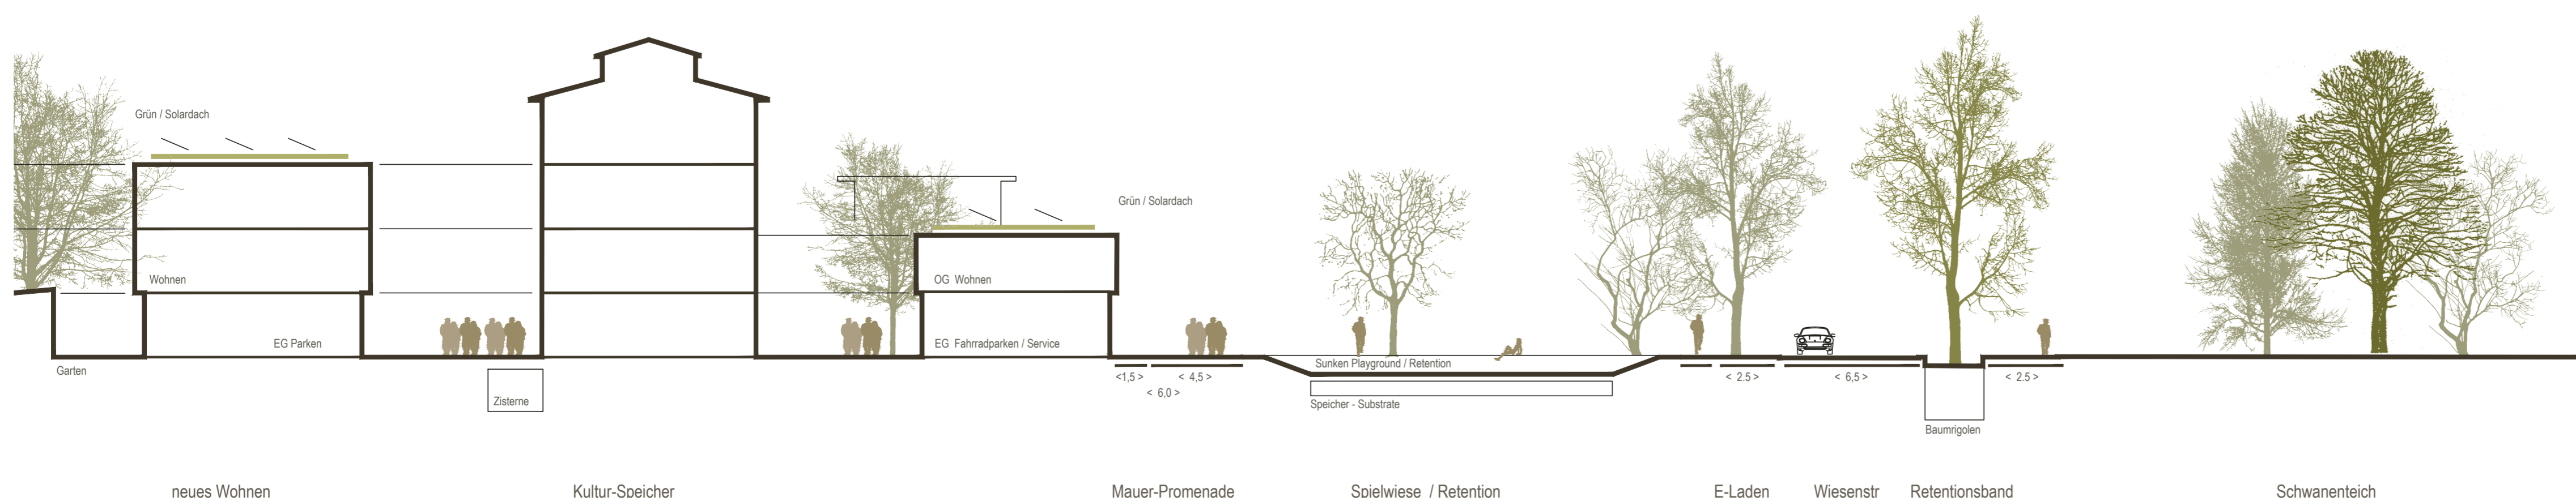 Grün / Solardach
Grün / Solardach
Wohnen
OG  Wohnen
EG Parken
EG  Fahrradparken / Service
Sunken Playground / Retention
Garten
<1,5 >
<  4,5 >
<  2.5 >
<  6,5 >
<  2.5 >
<  6,0 >
Zisterne
Speicher - Substrate
Baumrigolen
neues Wohnen
Kultur-Speicher
Mauer-Promenade
Spielwiese  / Retention
E-Laden
Wiesenstr
Retentionsband
Schwanenteich